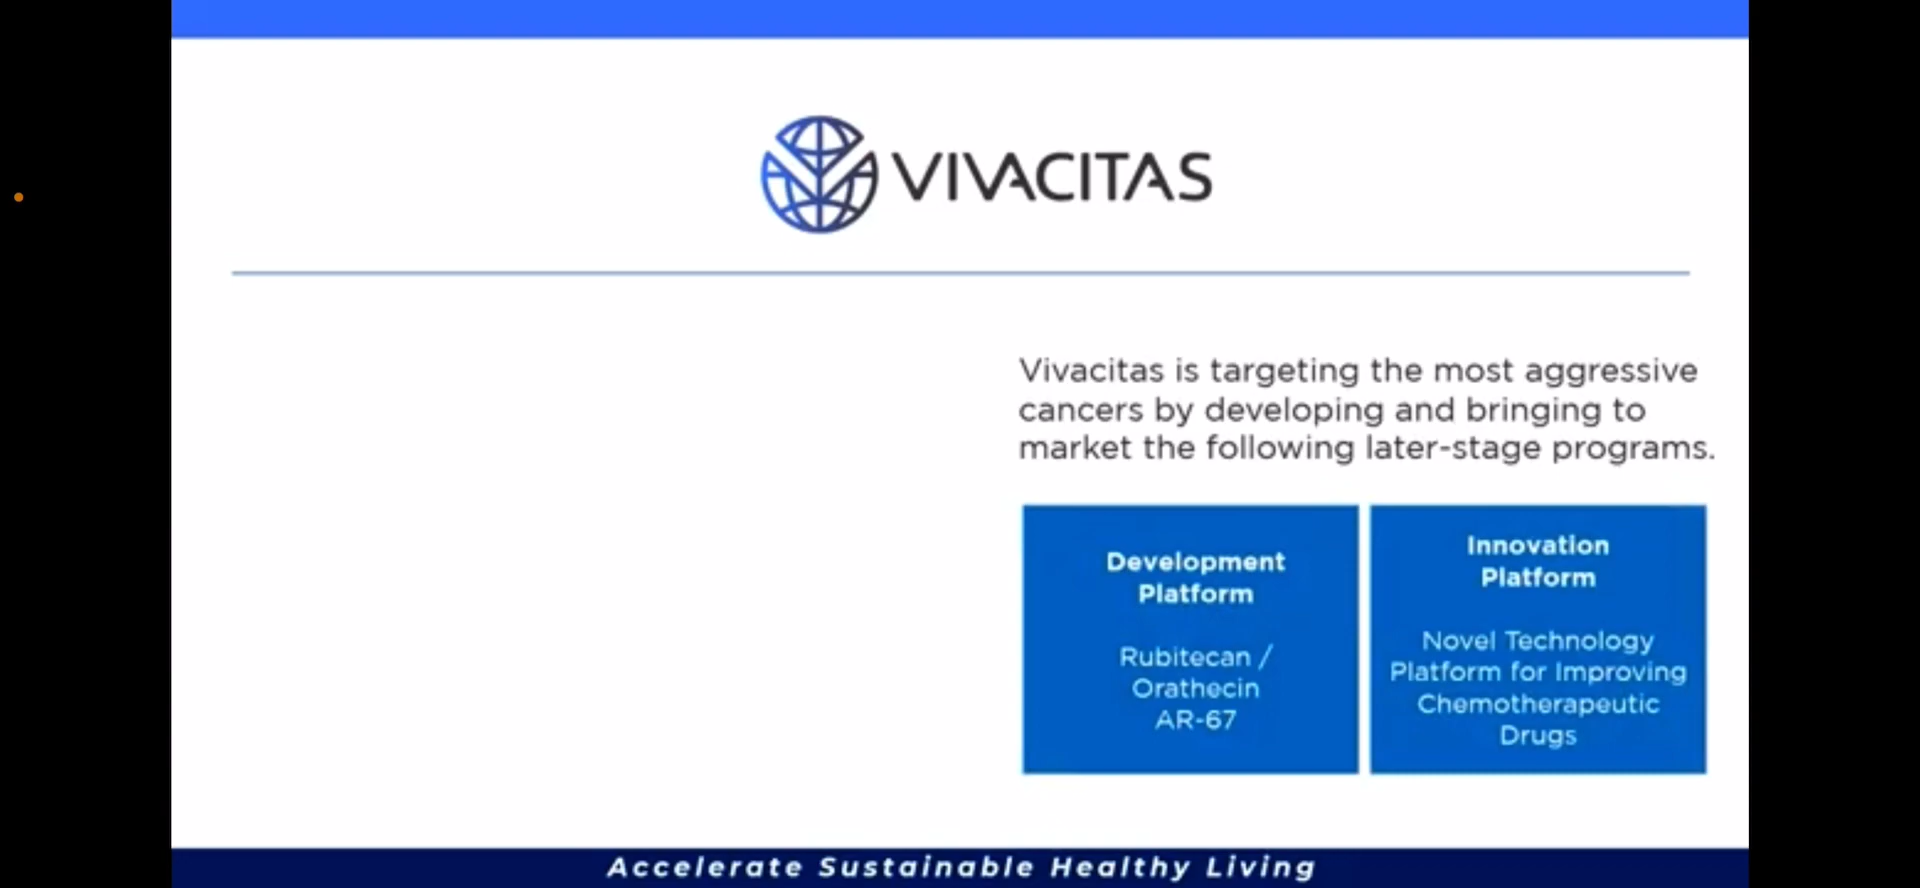 VIVACITAS
Vivacitas is targeting the most aggressive
cancers by developing and bringing to
market the following later-stage programs.
Development
Platform
Rubitecan /
Orathecin
AR-67
Innovation
Platform
Novel Technology
Platform for Improving
Chemotherapeutic
Drugs
Accelerate Sustainable Healthy Living